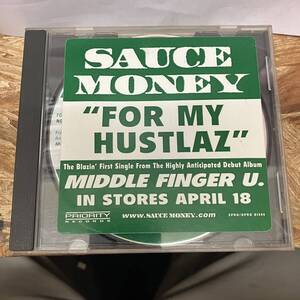 SAUCE
MONEY
"FOR MY
HUSTLAZ"
The Blazin' First Single From The Highly Anticipated Debut Album
MIDDLE FINGER U.
IN STORES APRIL 18
PRIORITY
RECORDS
www.SAUCE MONEY.com